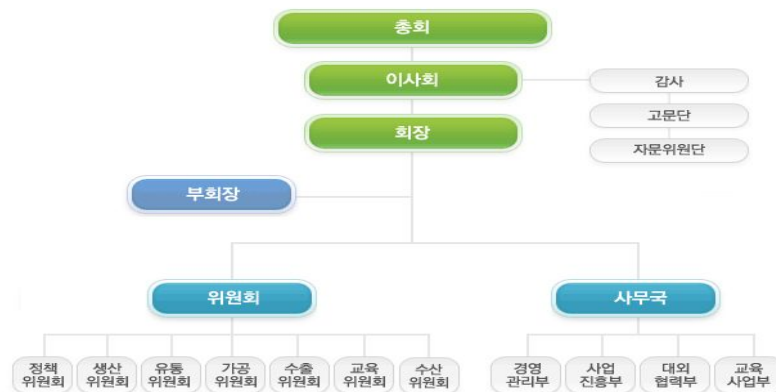 총회
이사회
감사
고문단
회장
자문위원단
부회장
위원회
사무국
정책
위원회
생산
위원회
유통
위원회
가공
위원회
수출
위원회
교육
위원회
수산
위원회
경영
관리부
사업
진흥부
대외
협력부
교육
사업부